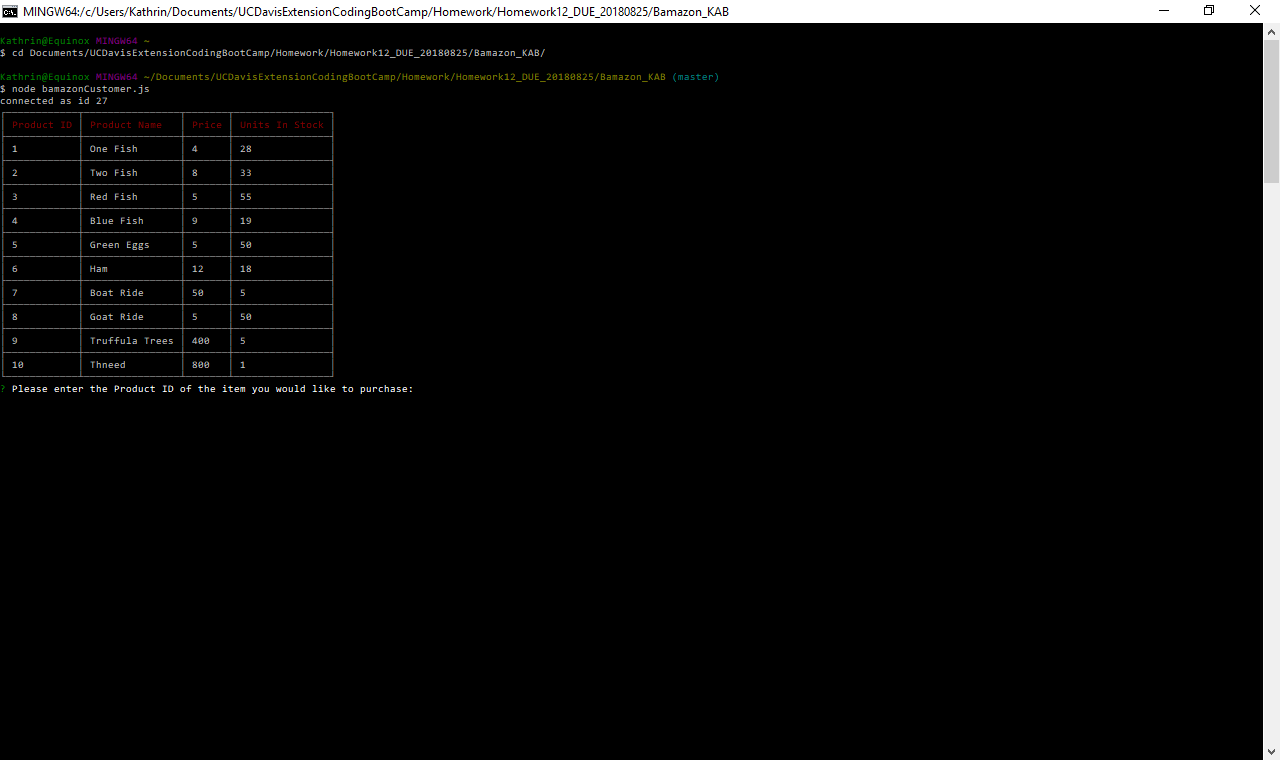 MINGW64:/c/Users/Kathrin/Documents/UCDavisExtensionCodingBootCamp/Homework/Homework12_DUE_20180825/Bamazon_KAB
Kathrin@Equinox MINGW64 ~
$ cd Documents/UCDavisExtensionCodingBootCamp/Homework/Homework12_DUE_20180825/Bamazon_KAB/
Kathrin@Equinox MINGW64 ~/Documents/UCDavisExtensionCodingBootCamp/Homework/Homework12_DUE_20180825/Bamazon_KAB (master)
$ node bamazonCustomer.js
connected as id 27
Product ID Product Name Price Units In Stock
1 One Fish 4 28
2 Two Fish 8 33
3 Red Fish 5 55
4 Blue Fish 9 19
5 Green Eggs 5 50
6 Ham 12 18
7 Boat Ride 50 5
8 Goat Ride 5 50
9 Truffula Trees 400 5
10 Thneed 800 1
? Please enter the Product ID of the item you would like to purchase: